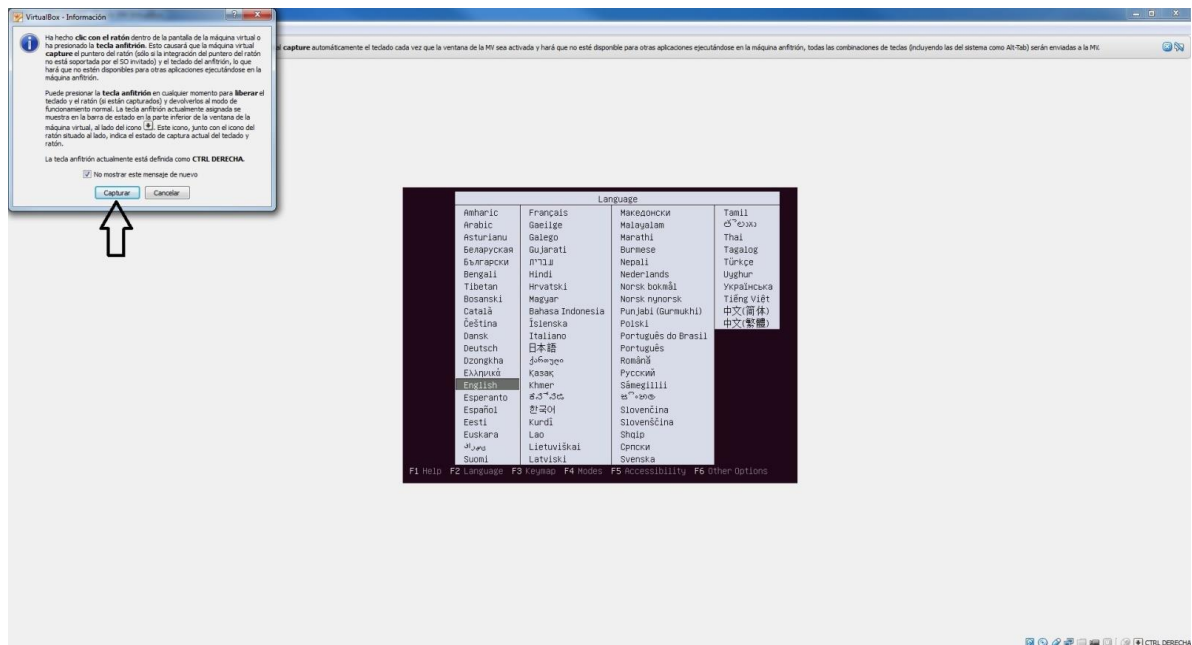 VirtualBox - Información
Ha hecho clic con el ratón dentro de la pantalla de la máquina virtual o
ha presionado la tecla anfitrión. Esto causará que la máquina virtual
capture el puntero del ratón (sólo si la integración del puntero del ratón
no está soportada por el SO invitado) y el teclado del anfitrión, lo que
hará que no estén disponibles para otras aplicaciones ejecutándose en la
máquina anfitrión.
Puede presionar la tecla anfitrión en cualquier momento para liberar el
teclado y el ratón (si están capturados) y devolverlos al modo de
funcionamiento normal. La tecla anfitrión actualmente asignada se
muestra en la barra de estado en la parte inferior de la ventana de la
máquina virtual, al lado del icono . Este icono, junto con el icono del
ratón situado al lado, indica el estado de captura actual del teclado y
ratón.
La tecla anfitrión actualmente está definida como CTRL DERECHA.
No mostrar este mensaje de nuevo
Capturar Cancelar
capture automáticamente el teclado cada vez que la ventana de la MV sea activada y hará que no esté disponible para otras aplicaciones ejecutándose en la máquina anfitrión, todas las combinaciones de teclas (incluyendo las del sistema como Alt-Tab) serán enviadas a la MV.
Language
Amharic Français Македонски Tamil
Arabic Gaeilge Malayalam
Asturianu Galego Marathi Thai
Беларуская Gujarati Burmese Tagalog
Български עברית Nepali Türkçe
Bengali Hindi Nederlands Uyghur
Tibetan Hrvatski Norsk bokmål Українська
Bosanski Magyar Norsk nynorsk Tiếng Việt
Català Bahasa Indonesia Punjabi (Gurmukhi) 中文(简体)
Čeština Íslenska Polski 中文(繁體)
Dansk Italiano Português do Brasil
Deutsch 日本語 Português
Dzongkha ქართული Română
Ελληνικά Қазақ Русский
English Khmer Sámegillii
Esperanto
Español 한국어 Slovenčina
Eesti Kurdî Slovenščina
Euskara Lao Shqip
Lietuviškai Српски
Suomi Latviski Svenska
F1 Help F2 Language F3 Keymap F4 Modes F5 Accessibility F6 Other Options
CTRL DERECHA